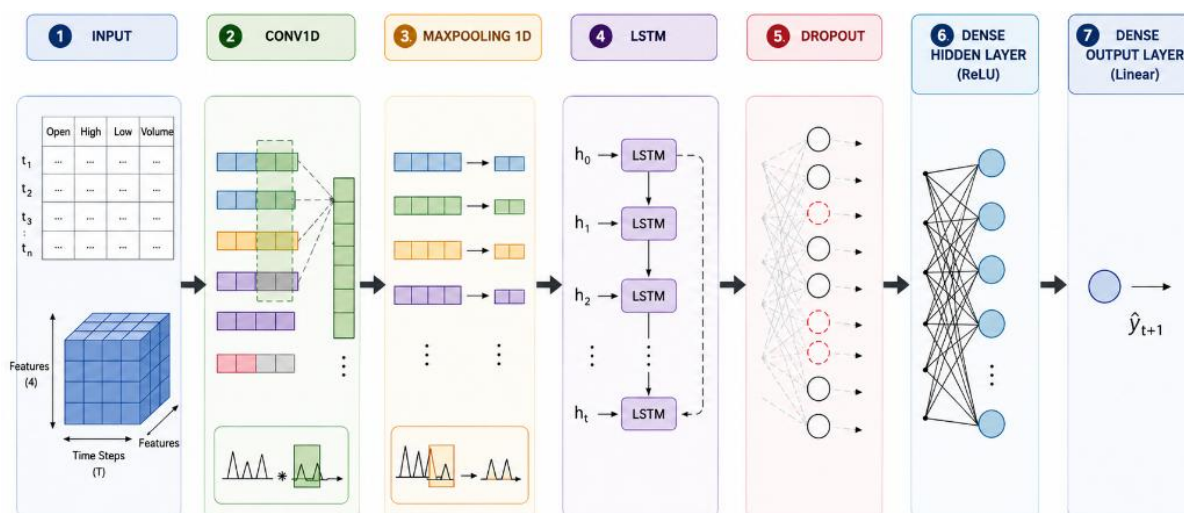 1 INPUT
2 CONV1D
3. MAXPOOLING 1D
4 LSTM
5. DROPOUT
6. DENSE
HIDDEN LAYER
(ReLU)
7 DENSE
OUTPUT LAYER
(Linear)
Open High Low Volume
t1 ... ... ... ...
t2 ... ... ... ...
t3 ... ... ... ...
:
tn ... ... ... ...
Features
(4)
Features
Time Steps
(T)
*
h0 LSTM
h1 LSTM
h2 LSTM
ht LSTM
ŷt+1